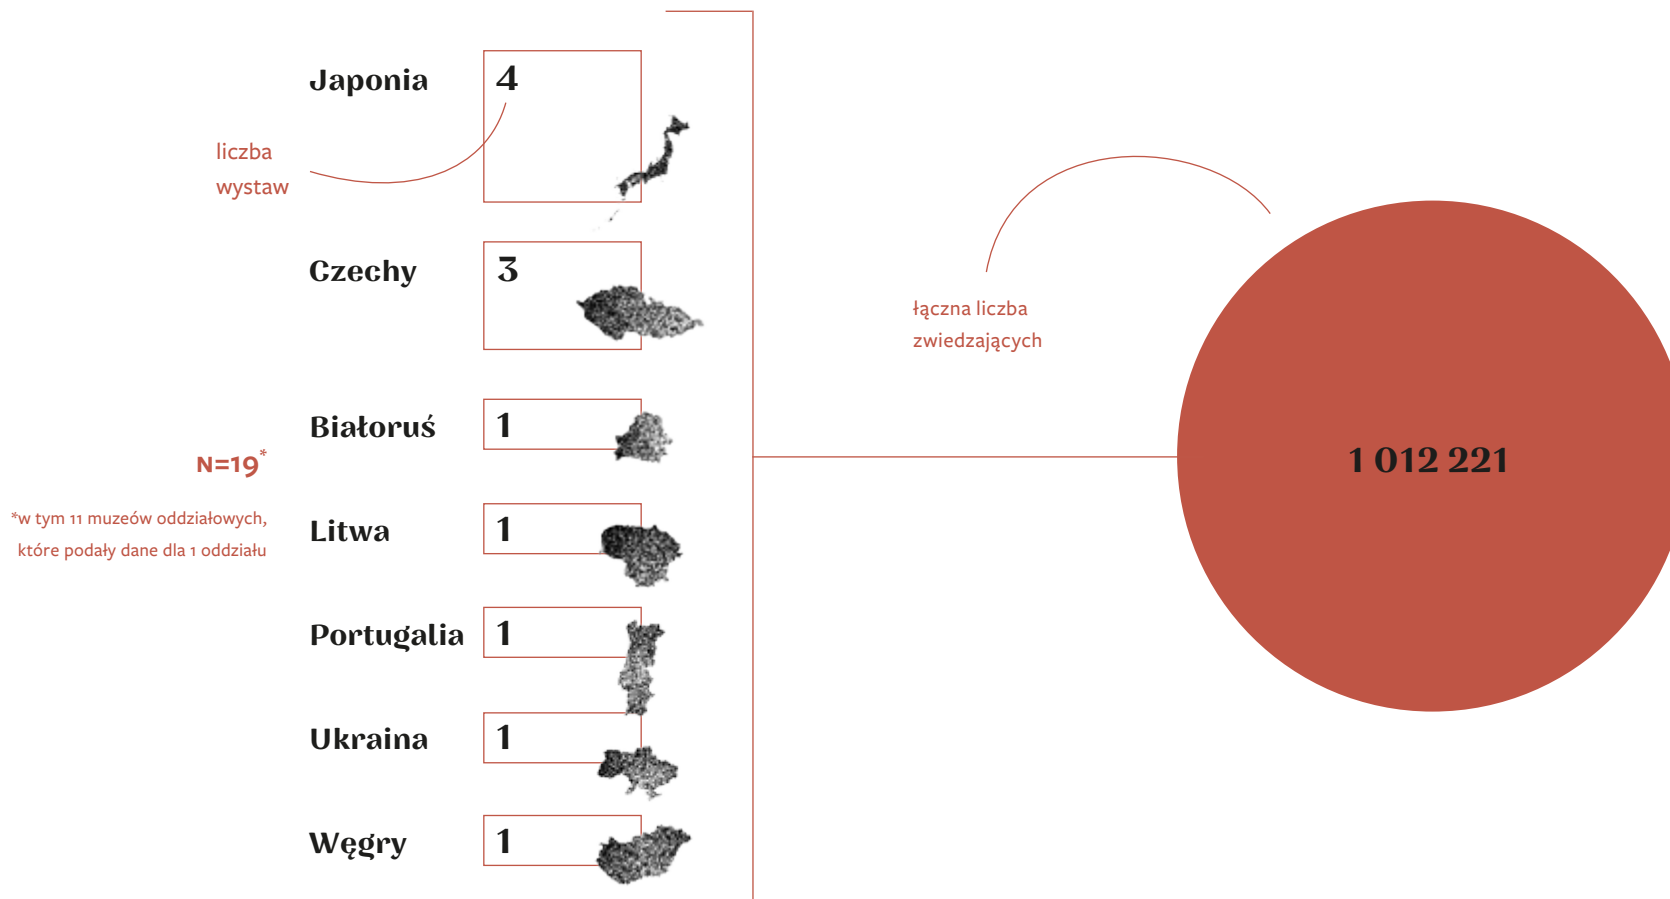 Japonia 4
liczba
wystaw
Czechy 3
łączna liczba
zwiedzających
Białoruś 1
N=19*
*w tym 11 muzeów oddziałowych,
które podały dane dla 1 oddziału
1 012 221
Litwa 1
Portugalia 1
Ukraina 1
Węgry 1